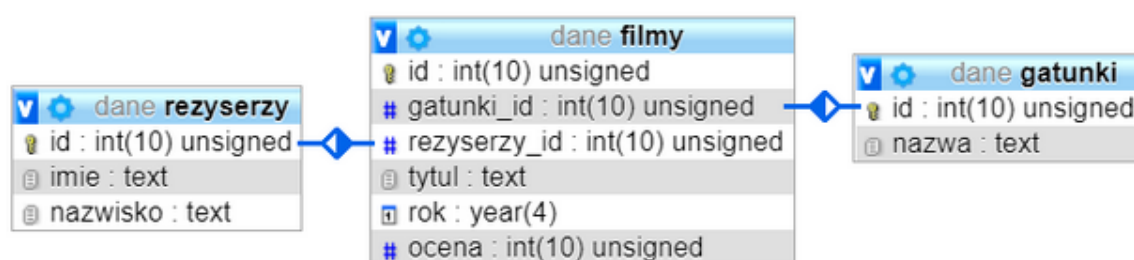 dane rezyserzy
id : int(10) unsigned
imie : text
nazwisko : text
dane filmy
id : int(10) unsigned
gatunki_id : int(10) unsigned
rezyserzy_id : int(10) unsigned
tytul : text
rok : year(4)
ocena : int(10) unsigned
dane gatunki
id : int(10) unsigned
nazwa : text